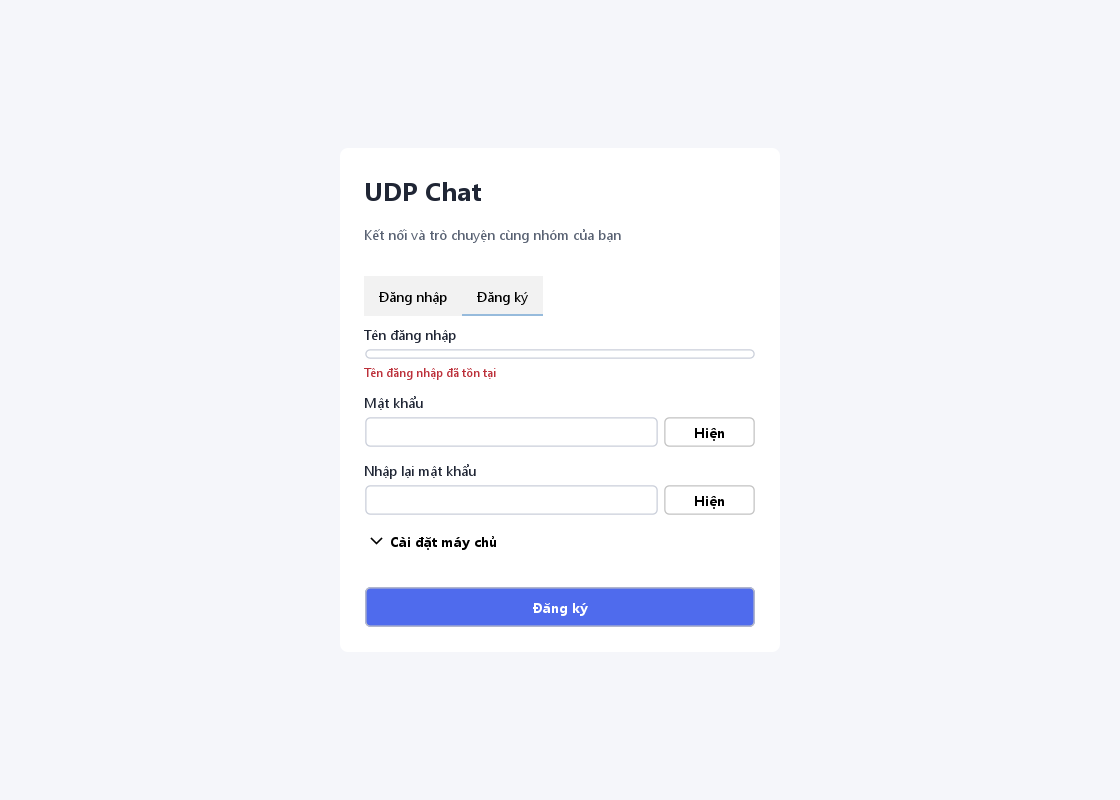 UDP Chat
Kết nối và trò chuyện cùng nhóm của bạn
Đăng nhập
Đăng ký
Tên đăng nhập
Tên đăng nhập đã tồn tại
Mật khẩu
Hiện
Nhập lại mật khẩu
Hiện
Cài đặt máy chủ
Đăng ký